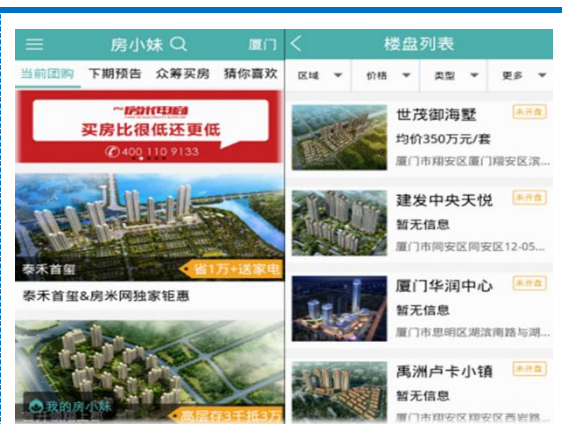 房小妹
厦门
当前团购 下期预告 众筹买房 猜你喜欢
买房比很低还更低
400 110 9133
泰禾首玺
省1万+送家电
泰禾首玺&房米网独家钜惠
我的房小妹
高层存3千抵3万
楼盘列表
区域 价格 类型 更多
世茂御海墅
未开盘
均价350万元/套
厦门市翔安区厦门翔安区滨...
建发中央天悦
未开盘
暂无信息
厦门市同安区同安区12-05...
厦门华润中心
未开盘
暂无信息
厦门市思明区湖滨南路与湖...
禹洲卢卡小镇
未开盘
暂无信息
厦门市翔安区翔安区西岩路...